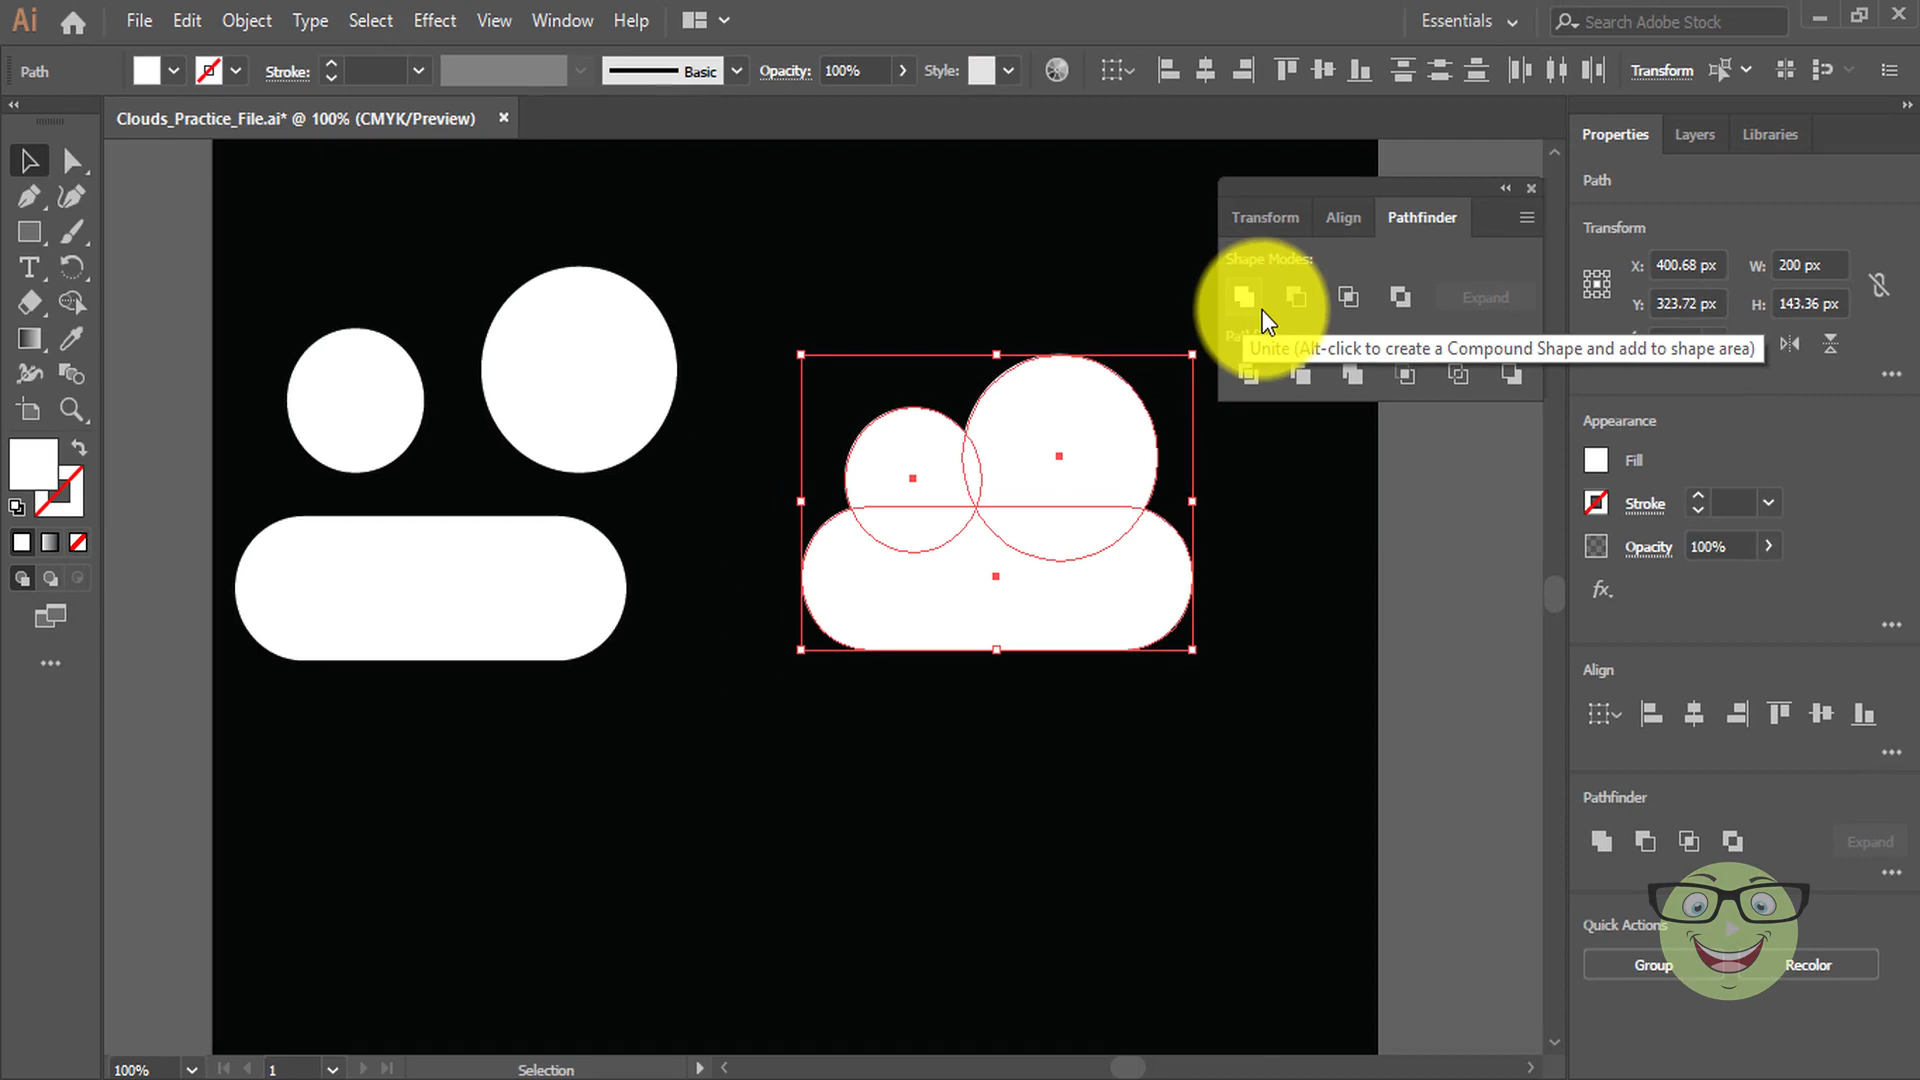 Ai File Edit Object Type Select Effect View Window Help Essentials Search Adobe Stock
Path Stroke: Basic Opacity: 100% Style: Transform
Clouds_Practice_File.ai* @ 100% (CMYK/Preview)
Properties Layers Libraries
Path
Transform
X: 400.68 px W: 200 px
Y: 323.72 px H: 143.36 px
Transform Align Pathfinder
Shape Modes:
Expand
Unite (Alt-click to create a Compound Shape and add to shape area)
Appearance
Fill
Stroke
Opacity 100%
fx.
Align
Pathfinder
Expand
Quick Actions
Group Recolor
100% 1 Selection